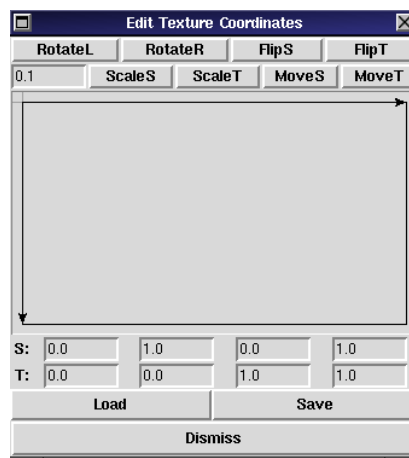 Edit Texture Coordinates
RotateL RotateR FlipS FlipT
0.1 ScaleS ScaleT MoveS MoveT
S: 0.0 1.0 0.0 1.0
T: 0.0 0.0 1.0 1.0
Load Save
Dismiss